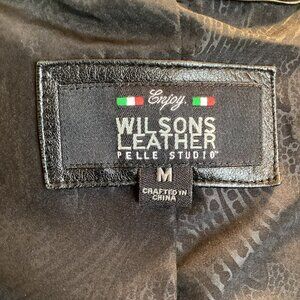 Enjoy
WILSONS
LEATHER
PELLE STUDIO
M
CRAFTED IN
CHINA